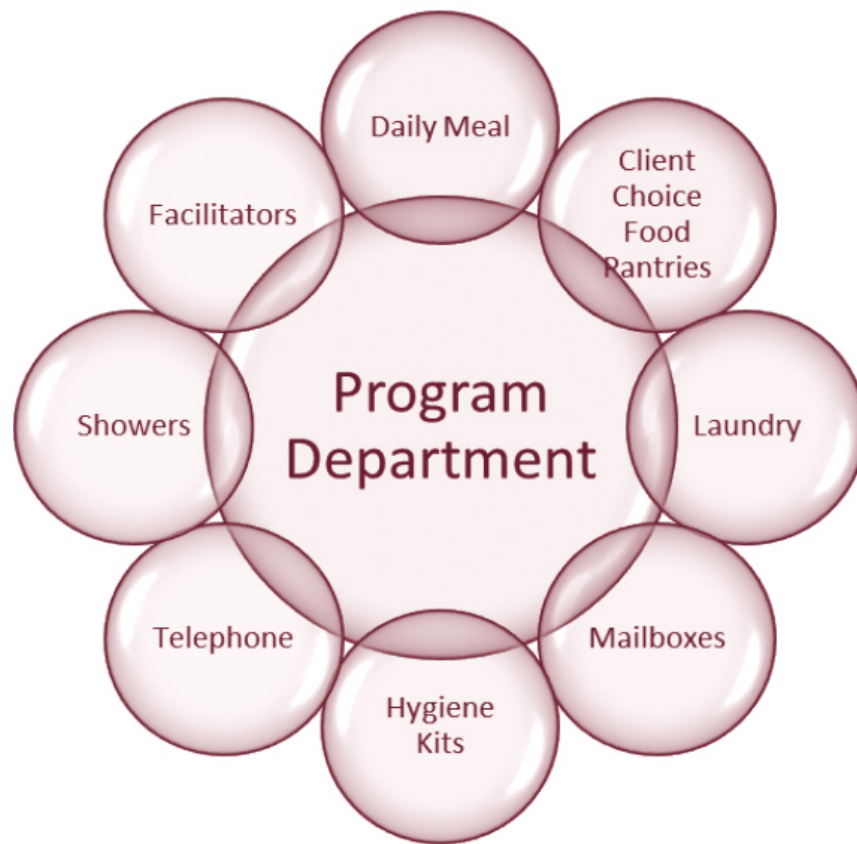 Daily Meal
Client
Choice
Food
Pantries
Laundry
Mailboxes
Hygiene
Kits
Telephone
Showers
Facilitators
Program
Department